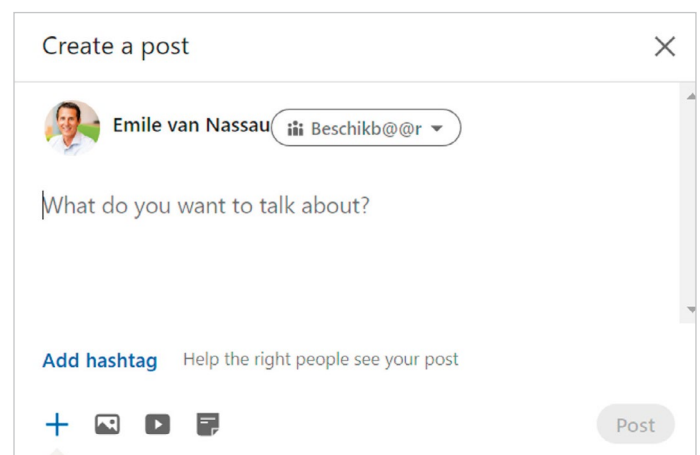 Create a post
Emile van Nassau Beschikb@@r
What do you want to talk about?
Add hashtag Help the right people see your post
Post